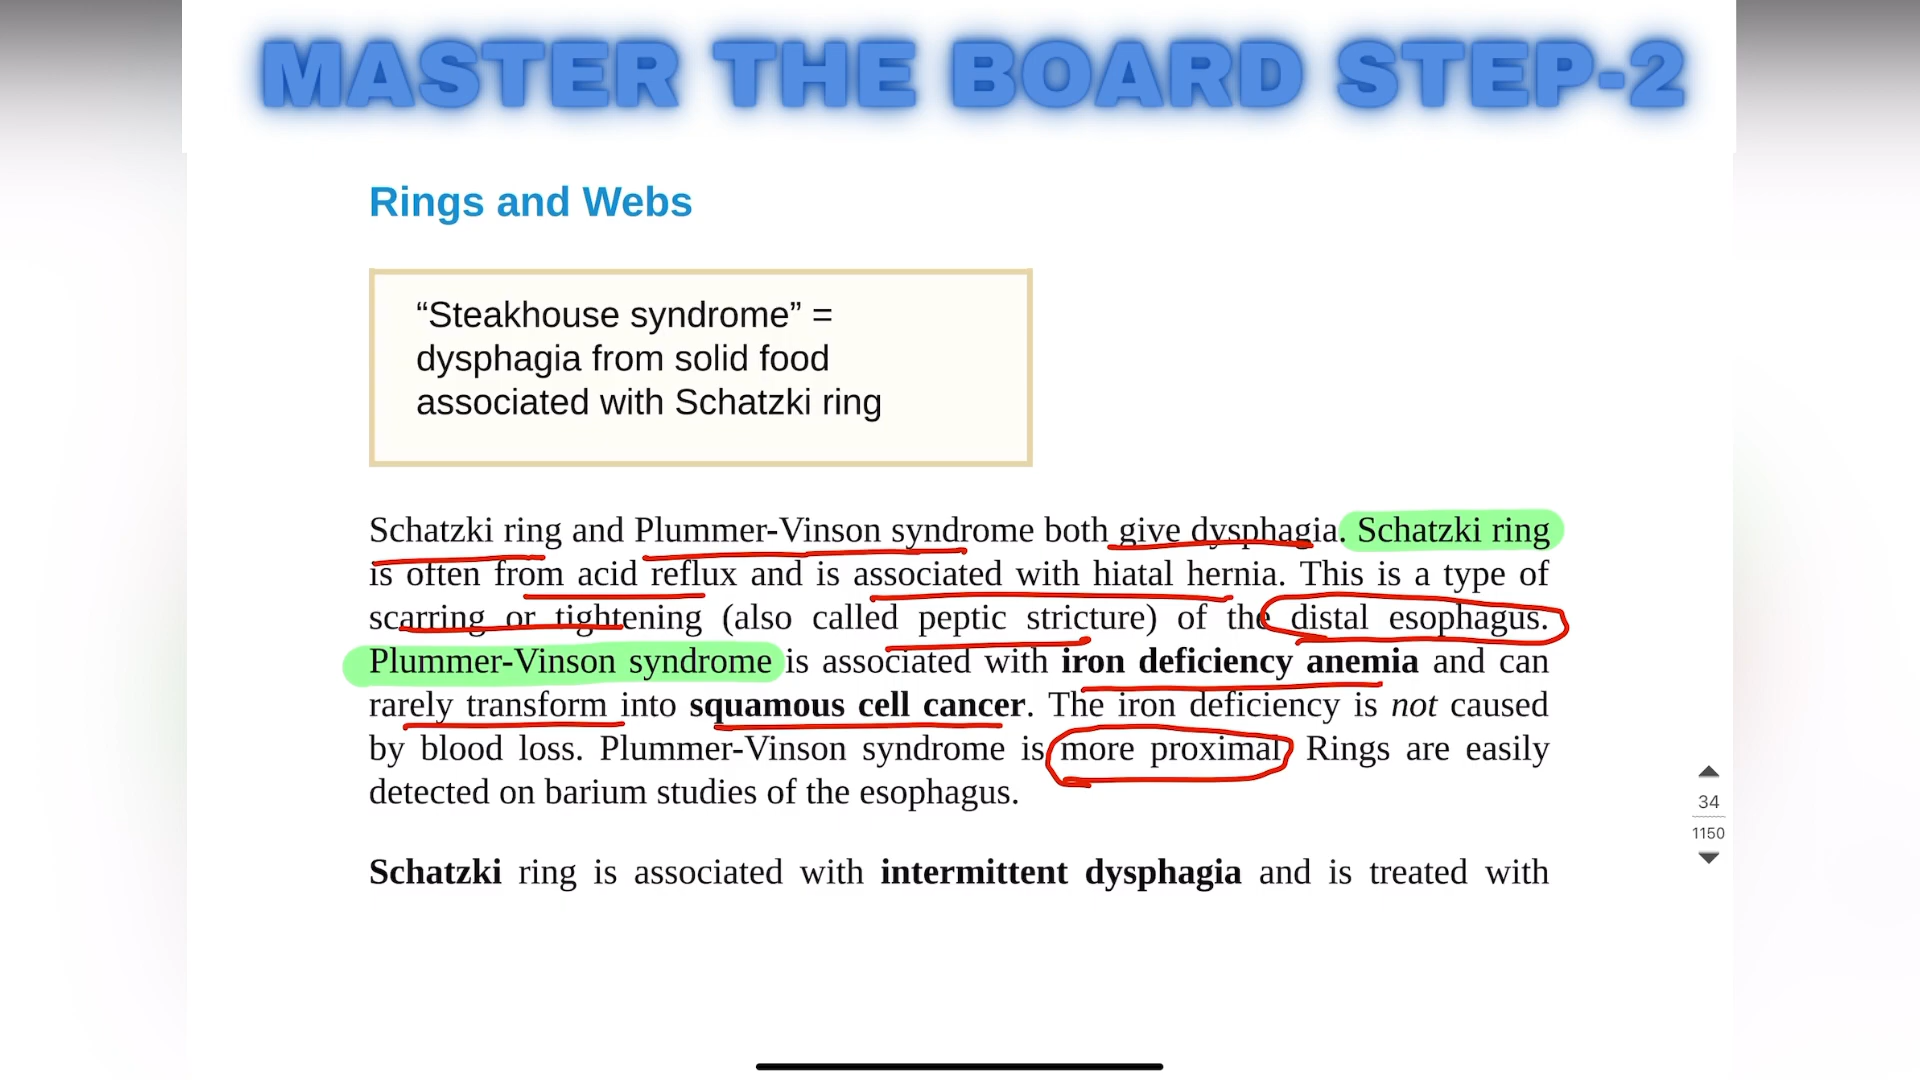 MASTER THE BOARD STEP-2
Rings and Webs
“Steakhouse syndrome” =
dysphagia from solid food
associated with Schatzki ring
Schatzki ring and Plummer-Vinson syndrome both give dysphagia. Schatzki ring
is often from acid reflux and is associated with hiatal hernia. This is a type of
scarring or tightening (also called peptic stricture) of the distal esophagus.
Plummer-Vinson syndrome is associated with iron deficiency anemia and can
rarely transform into squamous cell cancer. The iron deficiency is not caused
by blood loss. Plummer-Vinson syndrome is more proximal. Rings are easily
detected on barium studies of the esophagus.
34
1150
Schatzki ring is associated with intermittent dysphagia and is treated with